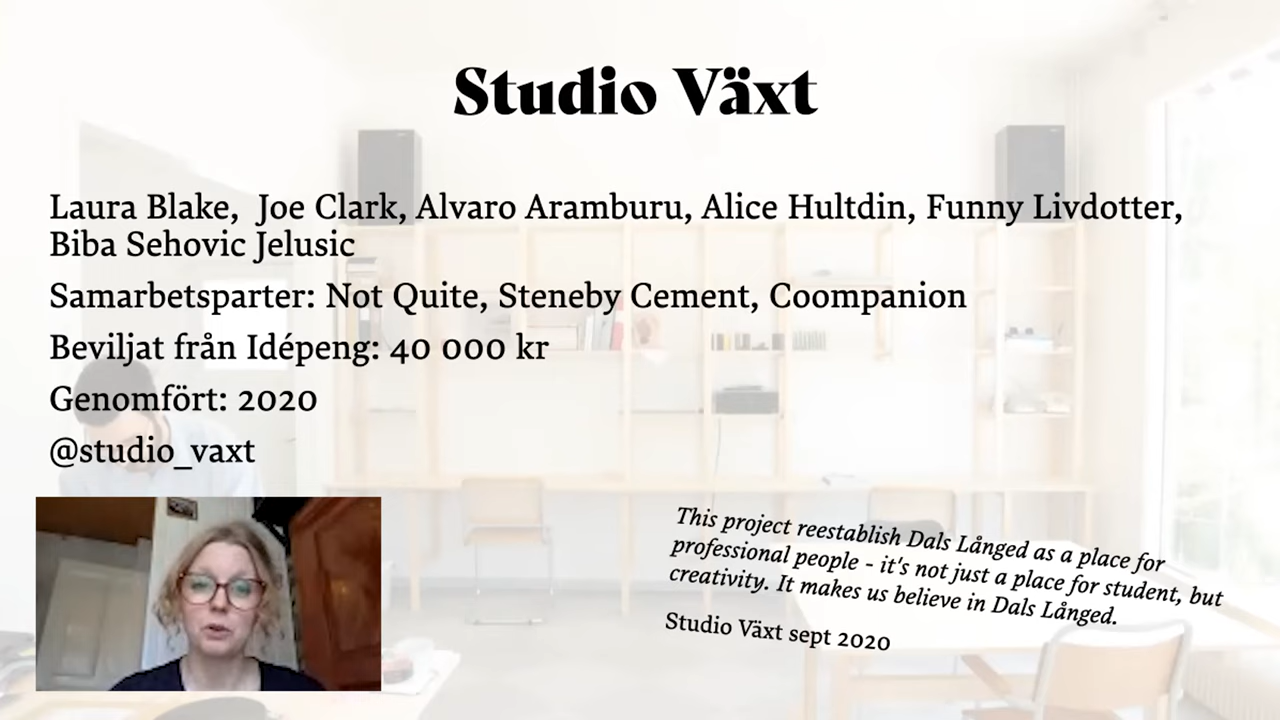 Studio Växt
Laura Blake,  Joe Clark, Alvaro Aramburu, Alice Hultdin, Funny Livdotter,
Biba Sehovic Jelusic
Samarbetsparter: Not Quite, Steneby Cement, Coompanion
Beviljat från Idépeng: 40 000 kr
Genomfört: 2020
@studio_vaxt
This project reestablish Dals Långed as a place for
professional people - it's not just a place for student, but
creativity. It makes us believe in Dals Långed.
Studio Växt sept 2020